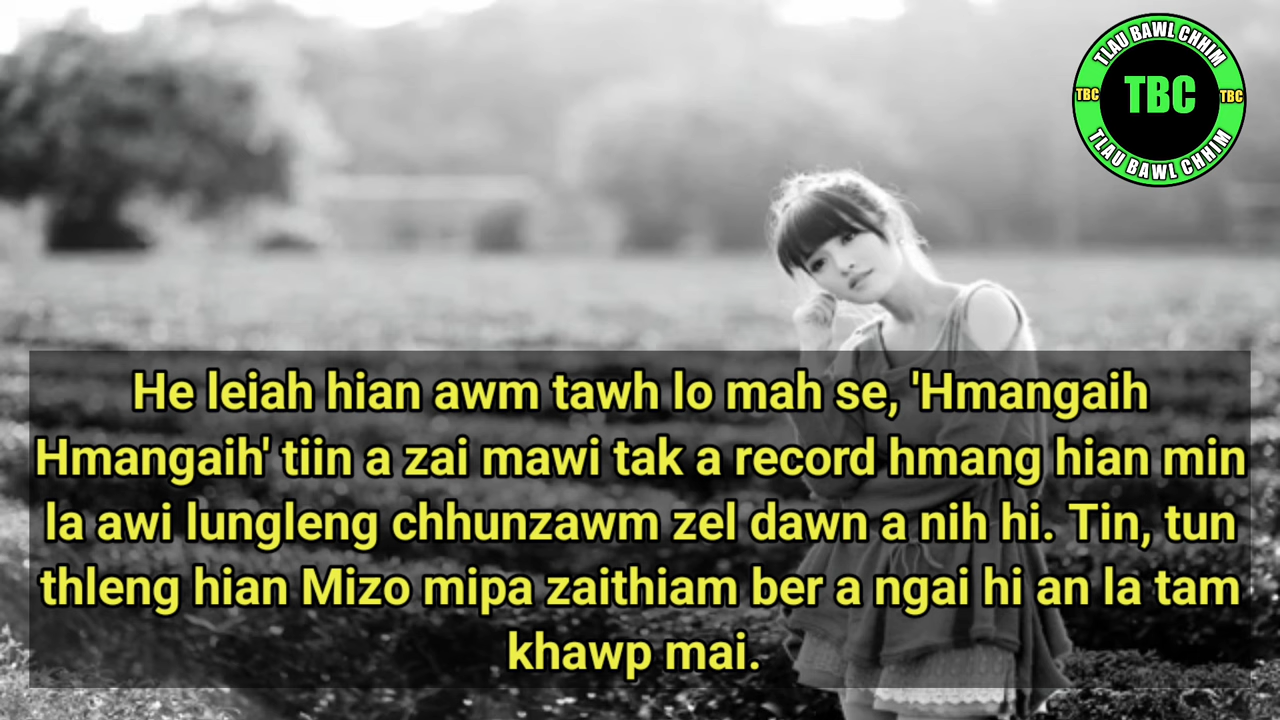 TLAU BAWL CHHIM
TBC TBC TBC
TLAU BAWL CHHIM
He leiah hian awm tawh lo mah se, 'Hmangaih
Hmangaih' tiin a zai mawi tak a record hmang hian min
la awi lungleng chhunzawm zel dawn a nih hi. Tin, tun
thleng hian Mizo mipa zaithiam ber a ngai hi an la tam
khawp mai.